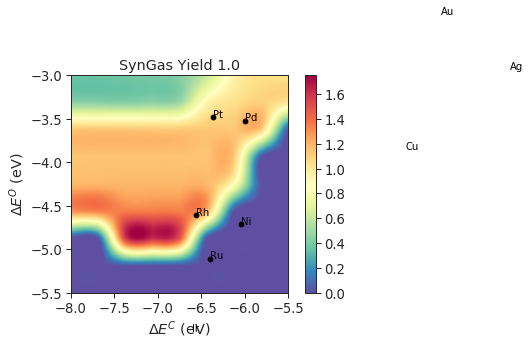 Au
SynGas Yield 1.0
Ag
−3.0
−3.5
−4.0
−4.5
−5.0
−5.5
ΔE^O (eV)
Pt
Pd
Cu
Rh
Ni
Ru
1.6
1.4
1.2
1.0
0.8
0.6
0.4
0.2
0.0
−8.0 −7.5 −7.0 −6.5 −6.0 −5.5
ΔE^C (eV)
Ir